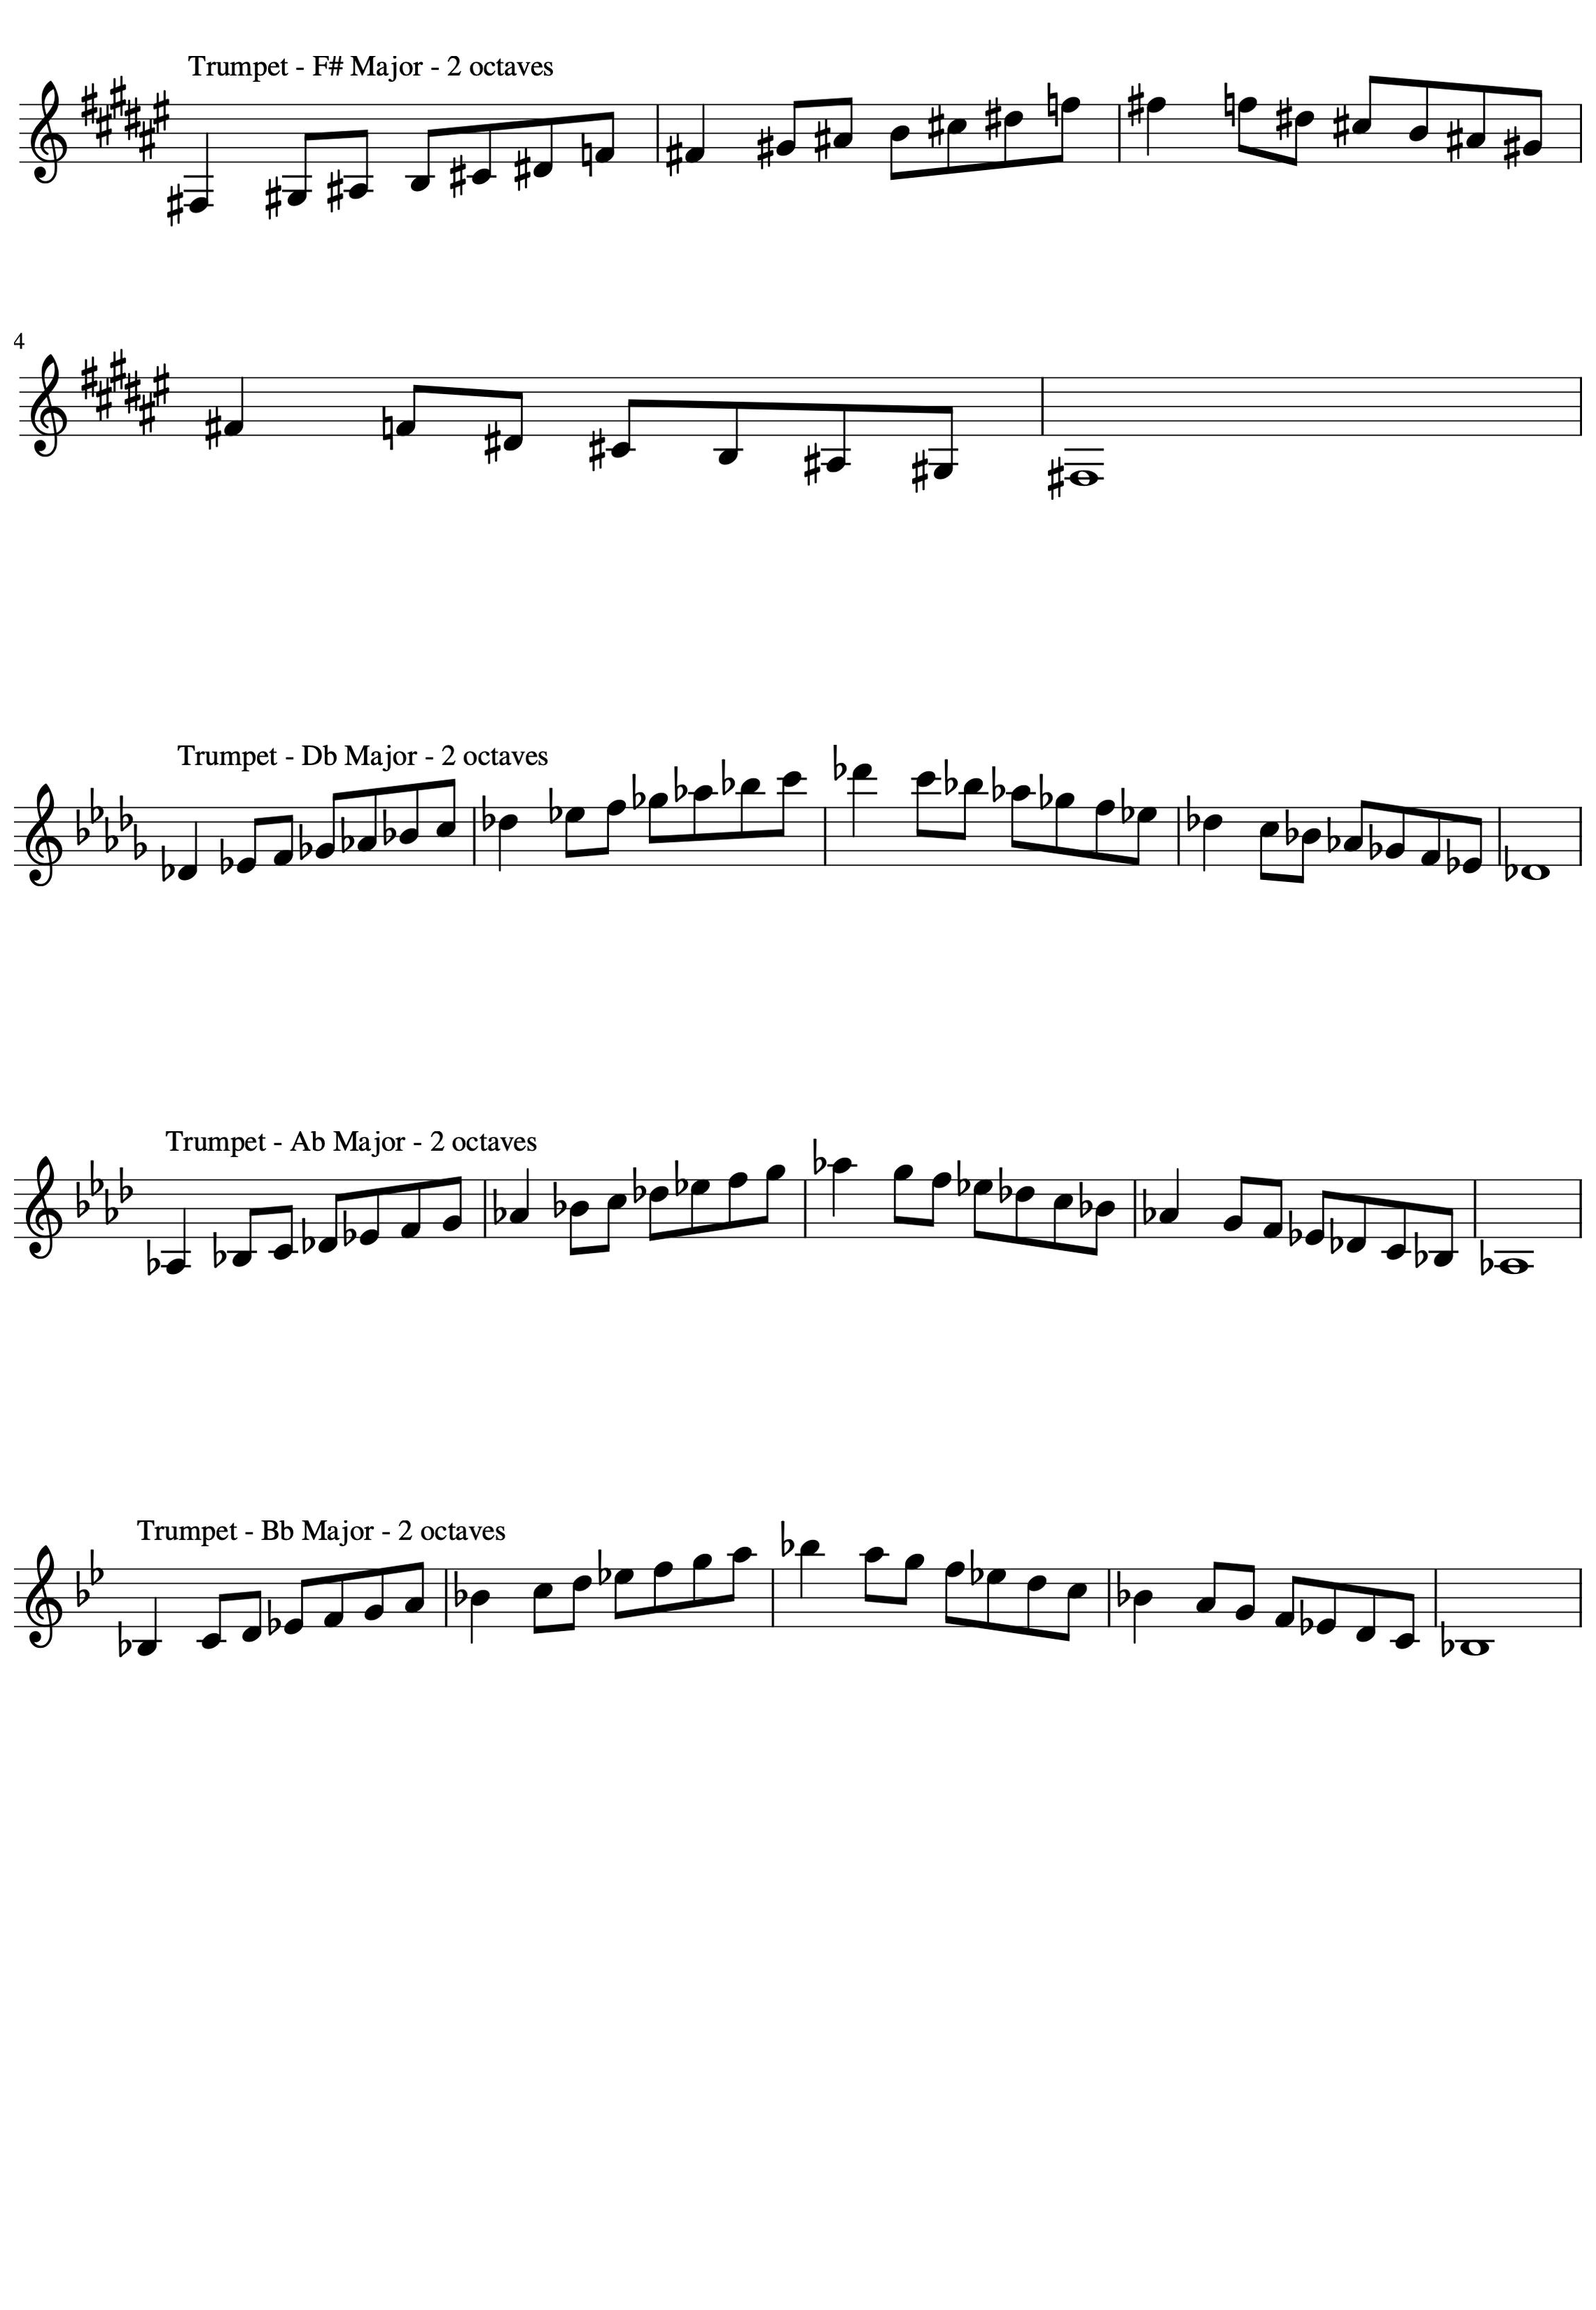 Trumpet - F# Major - 2 octaves
4
Trumpet - Db Major - 2 octaves
Trumpet - Ab Major - 2 octaves
Trumpet - Bb Major - 2 octaves